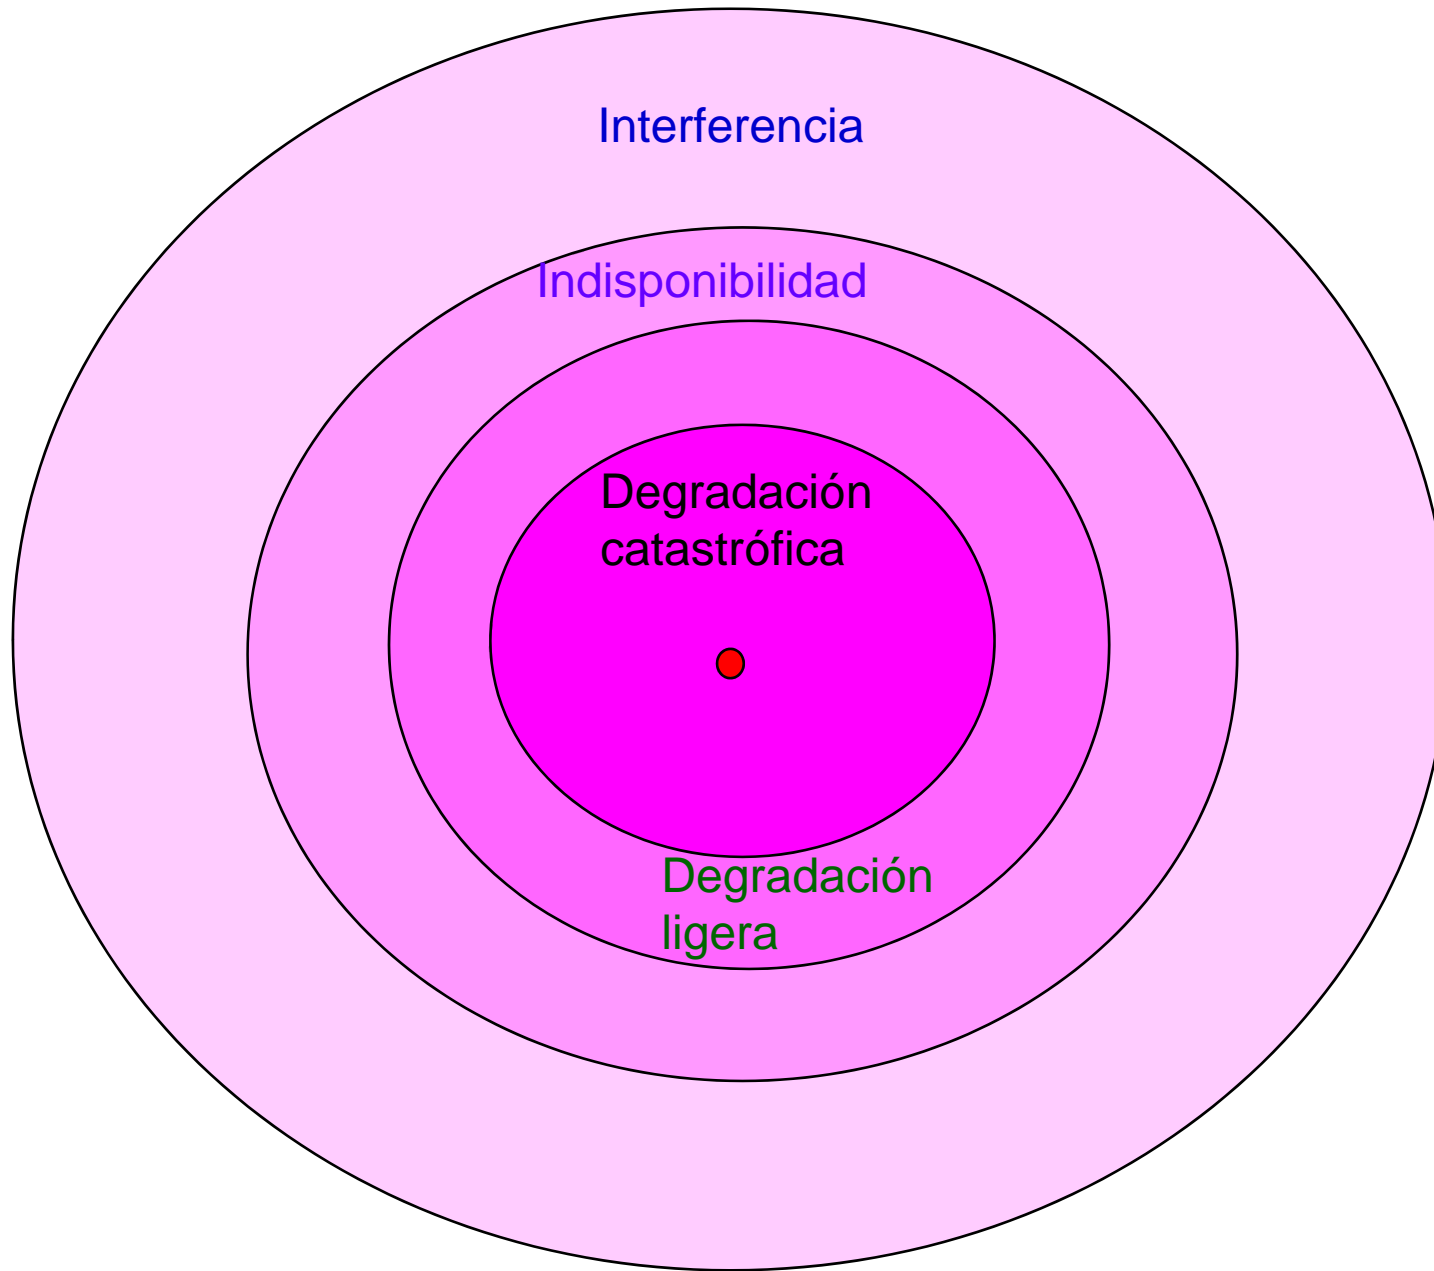 Interferencia
Indisponibilidad
Degradación
catastrófica
Degradación
ligera